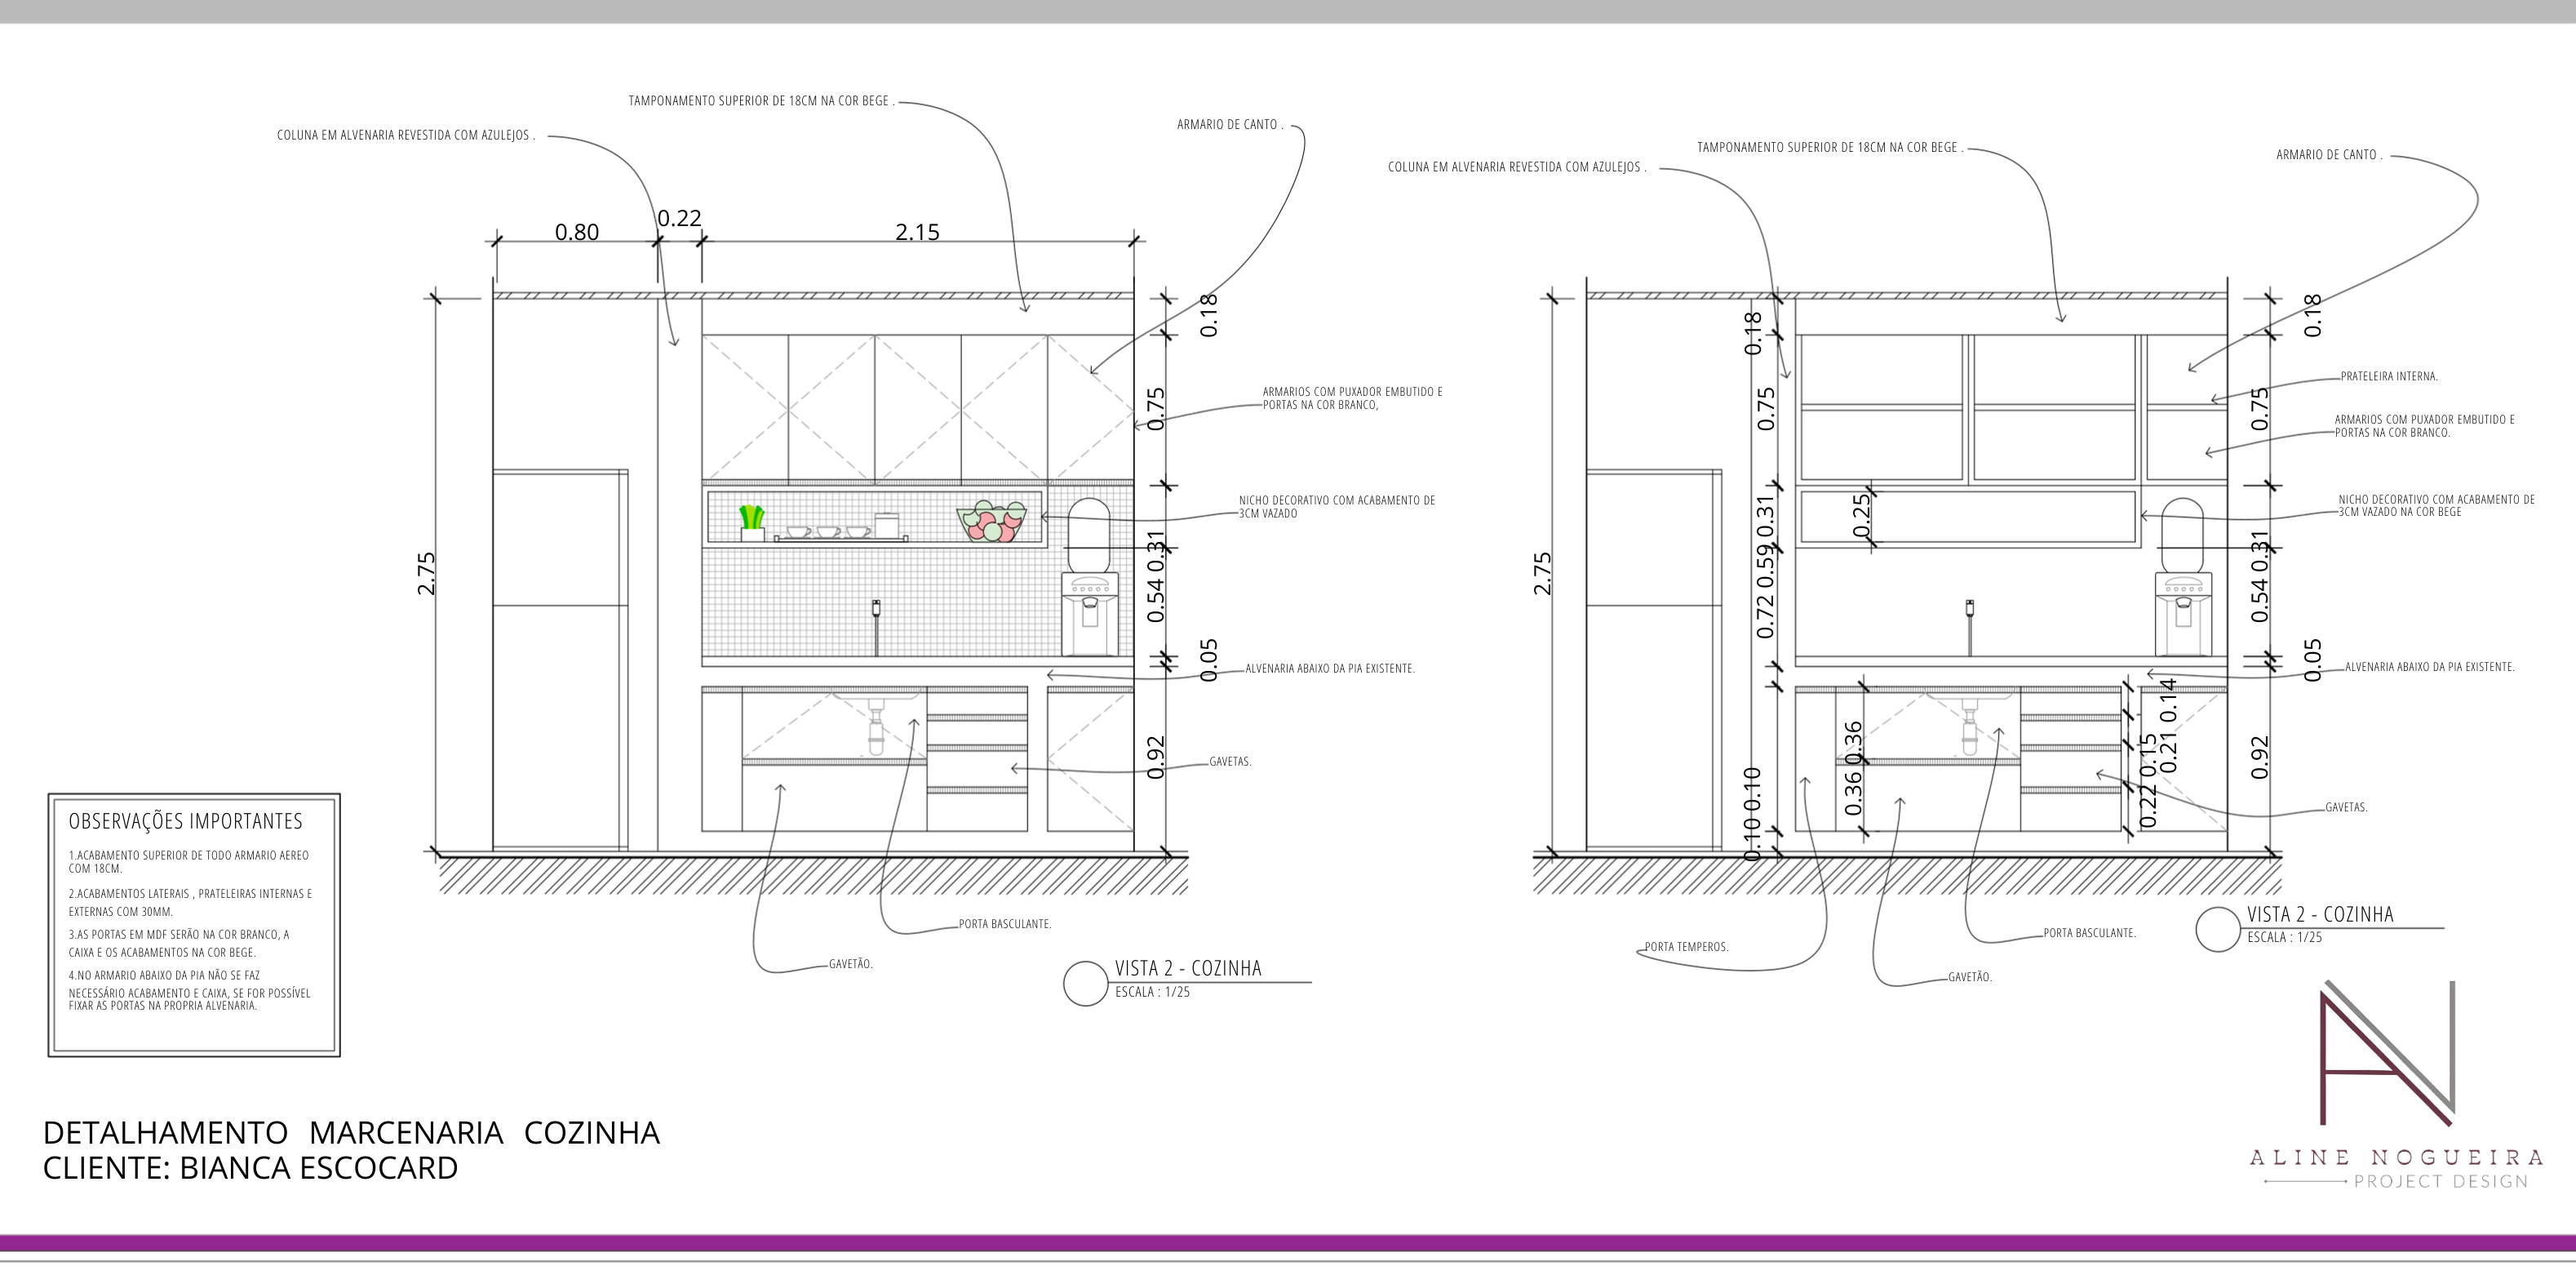 TAMPONAMENTO SUPERIOR DE 18CM NA COR BEGE .
COLUNA EM ALVENARIA REVESTIDA COM AZULEJOS .
ARMARIO DE CANTO .
0.80
0.22
2.15
2.75
0.18
0.75
0.31
0.54
0.05
0.92
ARMARIOS COM PUXADOR EMBUTIDO E
PORTAS NA COR BRANCO,
NICHO DECORATIVO COM ACABAMENTO DE
3CM VAZADO
ALVENARIA ABAIXO DA PIA EXISTENTE.
GAVETAS.
PORTA BASCULANTE.
GAVETÃO.
VISTA 2 - COZINHA
ESCALA : 1/25
TAMPONAMENTO SUPERIOR DE 18CM NA COR BEGE .
COLUNA EM ALVENARIA REVESTIDA COM AZULEJOS .
ARMARIO DE CANTO .
2.75
0.18
0.75
0.31
0.59
0.72
0.10
0.10
0.25
0.36
0.36
0.14
0.21
0.15
0.22
0.18
0.75
0.31
0.54
0.05
0.92
PRATELEIRA INTERNA.
ARMARIOS COM PUXADOR EMBUTIDO E
PORTAS NA COR BRANCO.
NICHO DECORATIVO COM ACABAMENTO DE
3CM VAZADO NA COR BEGE
ALVENARIA ABAIXO DA PIA EXISTENTE.
GAVETAS.
PORTA BASCULANTE.
PORTA TEMPEROS.
GAVETÃO.
VISTA 2 - COZINHA
ESCALA : 1/25
OBSERVAÇÕES IMPORTANTES
1.ACABAMENTO SUPERIOR DE TODO ARMARIO AEREO
COM 18CM.
2.ACABAMENTOS LATERAIS , PRATELEIRAS INTERNAS E
EXTERNAS COM 30MM.
3.AS PORTAS EM MDF SERÃO NA COR BRANCO, A
CAIXA E OS ACABAMENTOS NA COR BEGE.
4.NO ARMARIO ABAIXO DA PIA NÃO SE FAZ
NECESSÁRIO ACABAMENTO E CAIXA, SE FOR POSSÍVEL
FIXAR AS PORTAS NA PROPRIA ALVENARIA.
DETALHAMENTO MARCENARIA COZINHA
CLIENTE: BIANCA ESCOCARD
AN
ALINE NOGUEIRA
PROJECT DESIGN